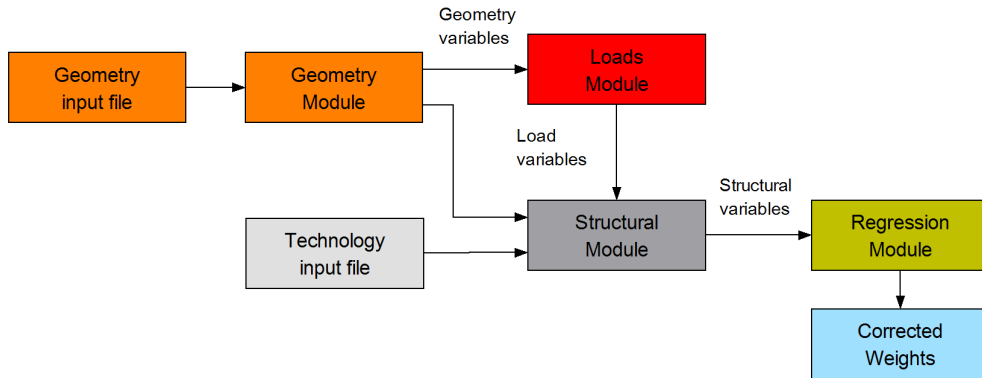 Geometry
variables
Geometry
input file
Geometry
Module
Loads
Module
Load
variables
Technology
input file
Structural
Module
Structural
variables
Regression
Module
Corrected
Weights